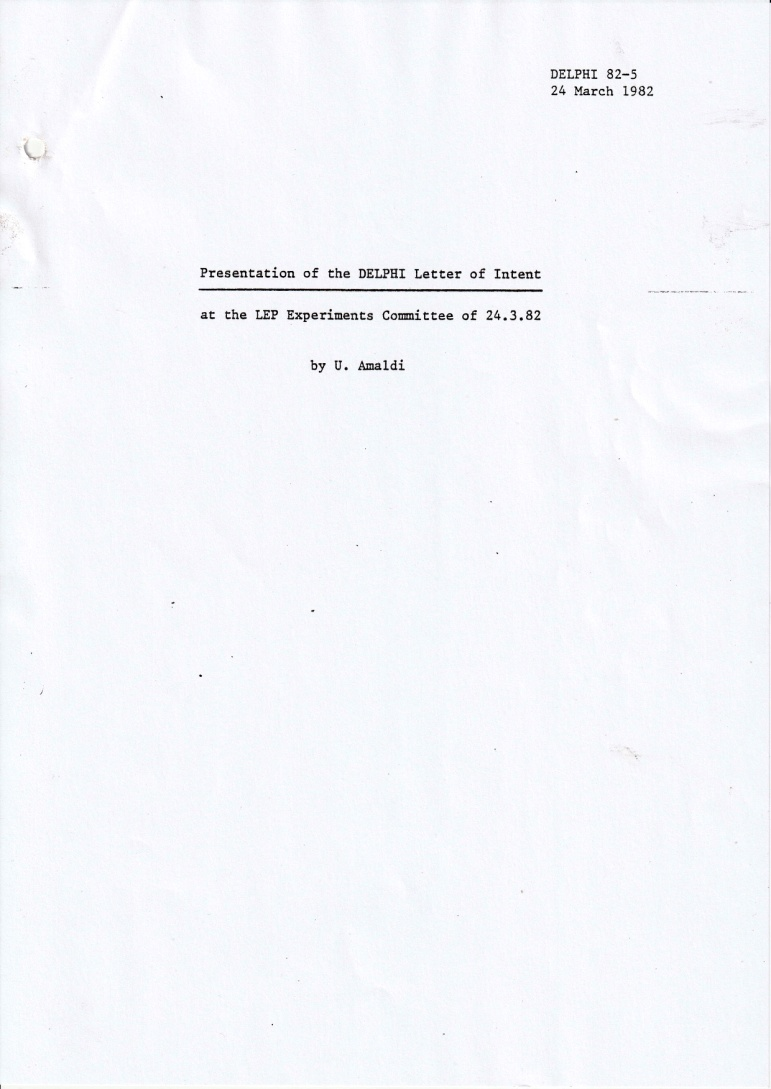 DELPHI 82-5
24 March 1982
Presentation of the DELPHI Letter of Intent
at the LEP Experiments Committee of 24.3.82
by U. Amaldi